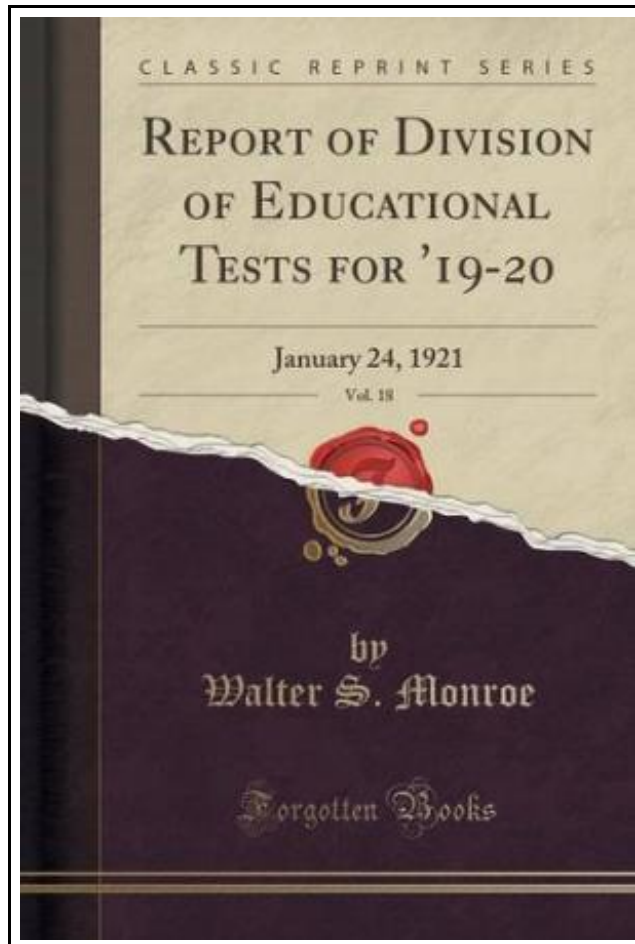 CLASSIC REPRINT SERIES
REPORT OF DIVISION
OF EDUCATIONAL
TESTS FOR '19-20
January 24, 1921
Vol. 18
F
by
Walter S. Monroe
Forgotten Books